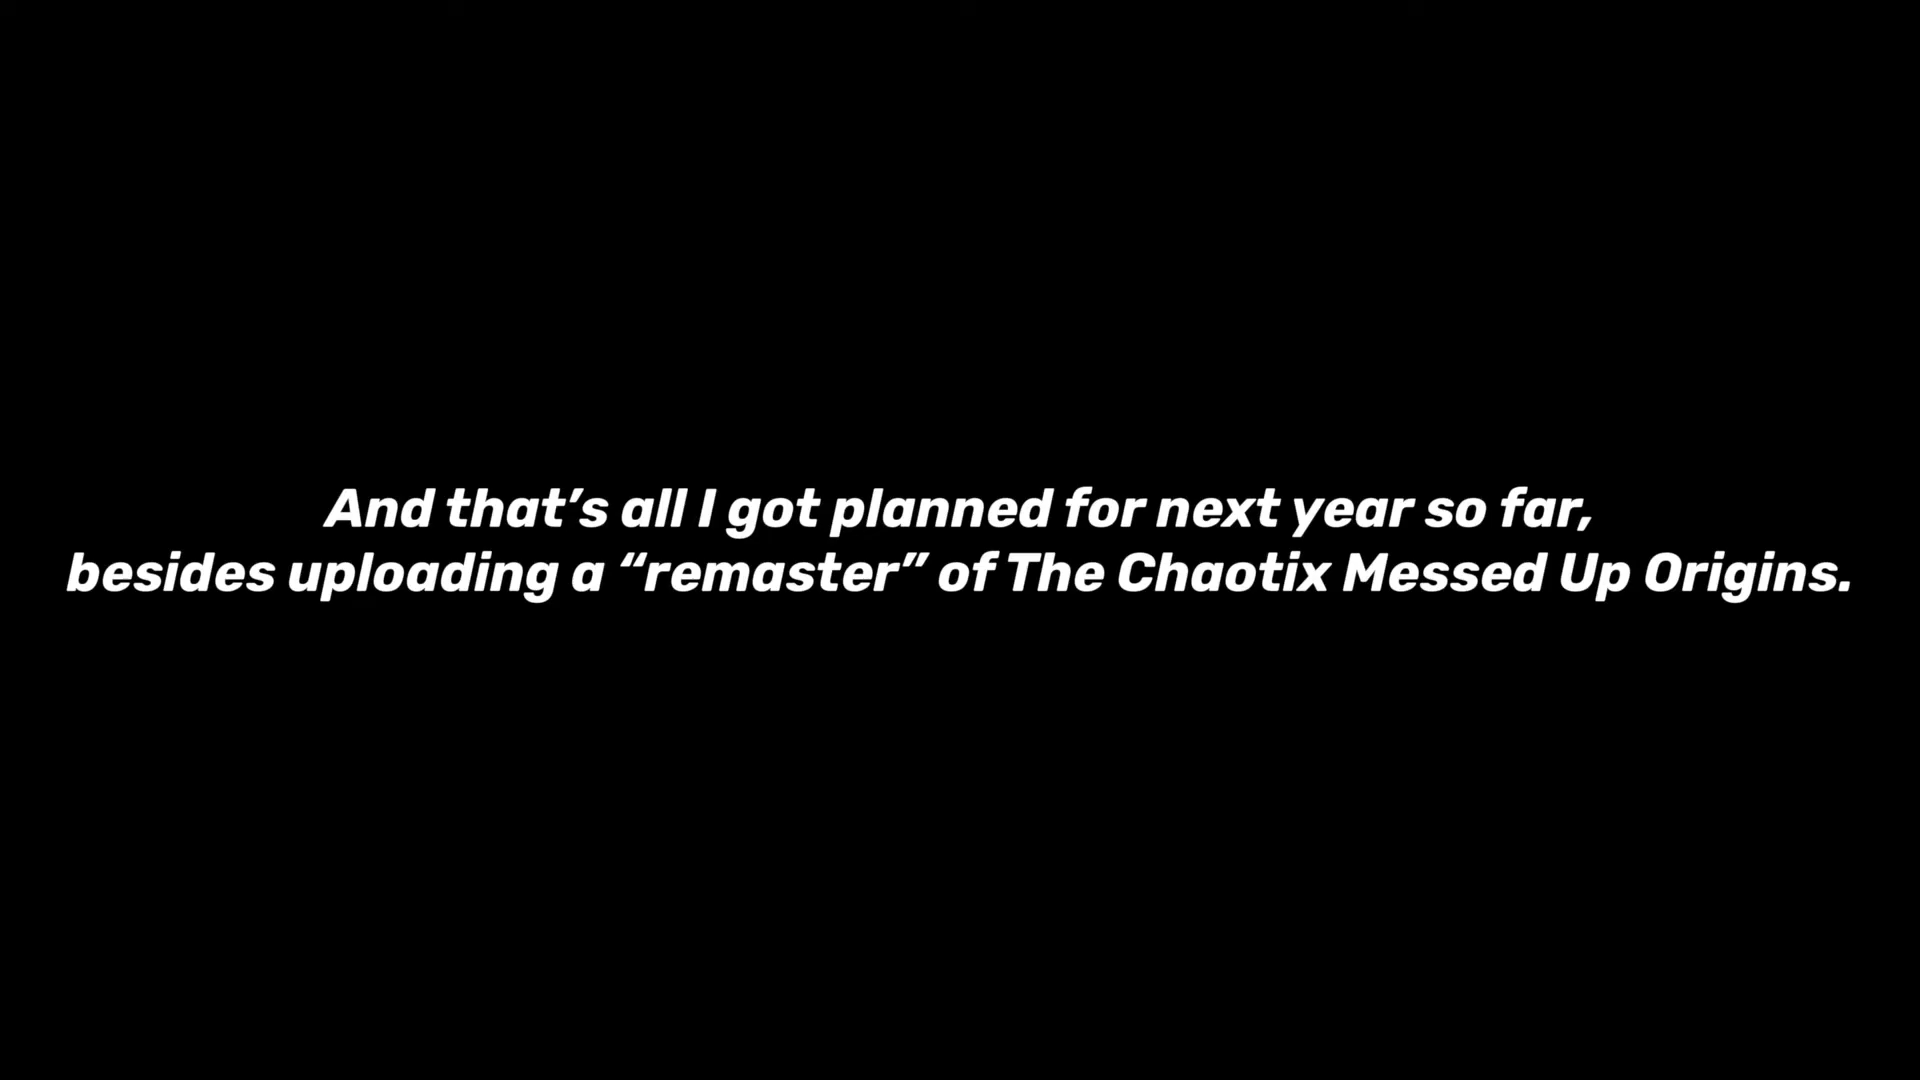 And that’s all I got planned for next year so far,
besides uploading a “remaster” of The Chaotix Messed Up Origins.